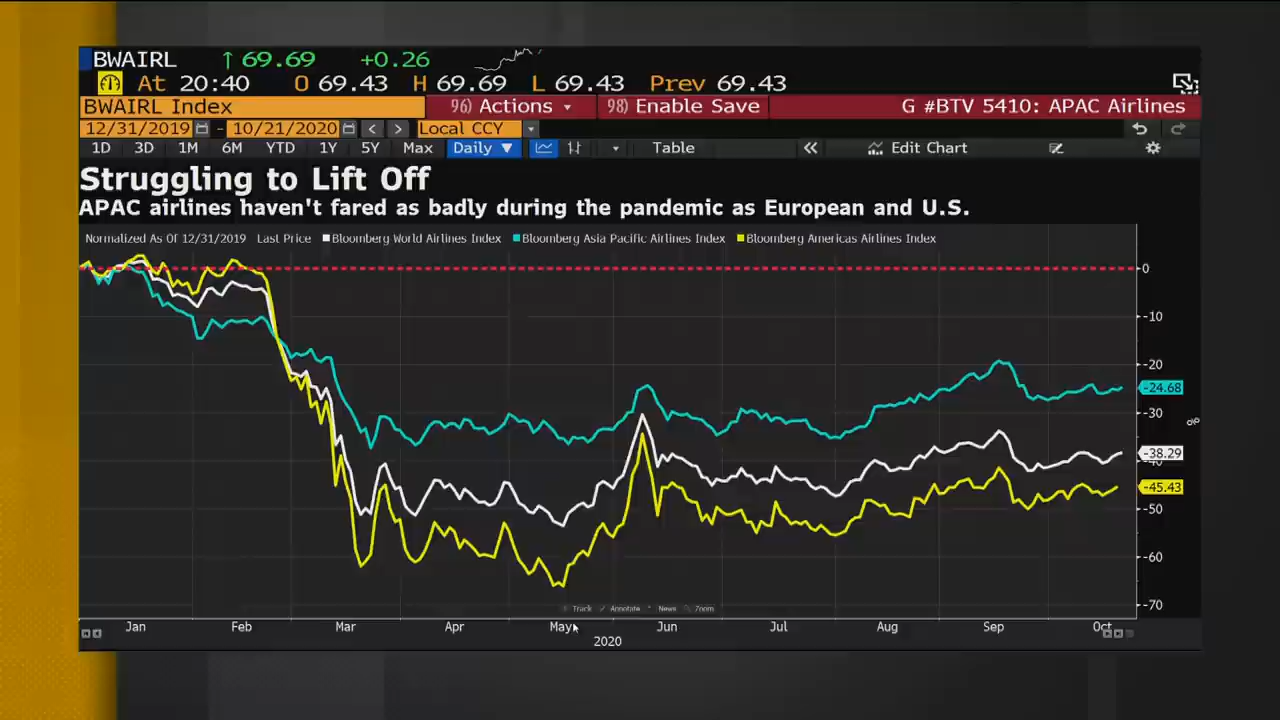 BWAIRL ↑ 69.69 +0.26
At 20:40 O 69.43 H 69.69 L 69.43 Prev 69.43
BWAIRL Index 96) Actions 98) Enable Save G #BTV 5410: APAC Airlines
12/31/2019 - 10/21/2020 < > Local CCY
1D 3D 1M 6M YTD 1Y 5Y Max Daily ▼ Table « Edit Chart
Struggling to Lift Off
APAC airlines haven't fared as badly during the pandemic as European and U.S.
Normalized As Of 12/31/2019 Last Price Bloomberg World Airlines Index Bloomberg Asia Pacific Airlines Index Bloomberg Americas Airlines Index
0
-10
-20
-24.68
-30
%
-38.29
-40
-45.43
-50
-60
-70
Track Annotate News Zoom
Jan Feb Mar Apr May Jun Jul Aug Sep Oct
2020